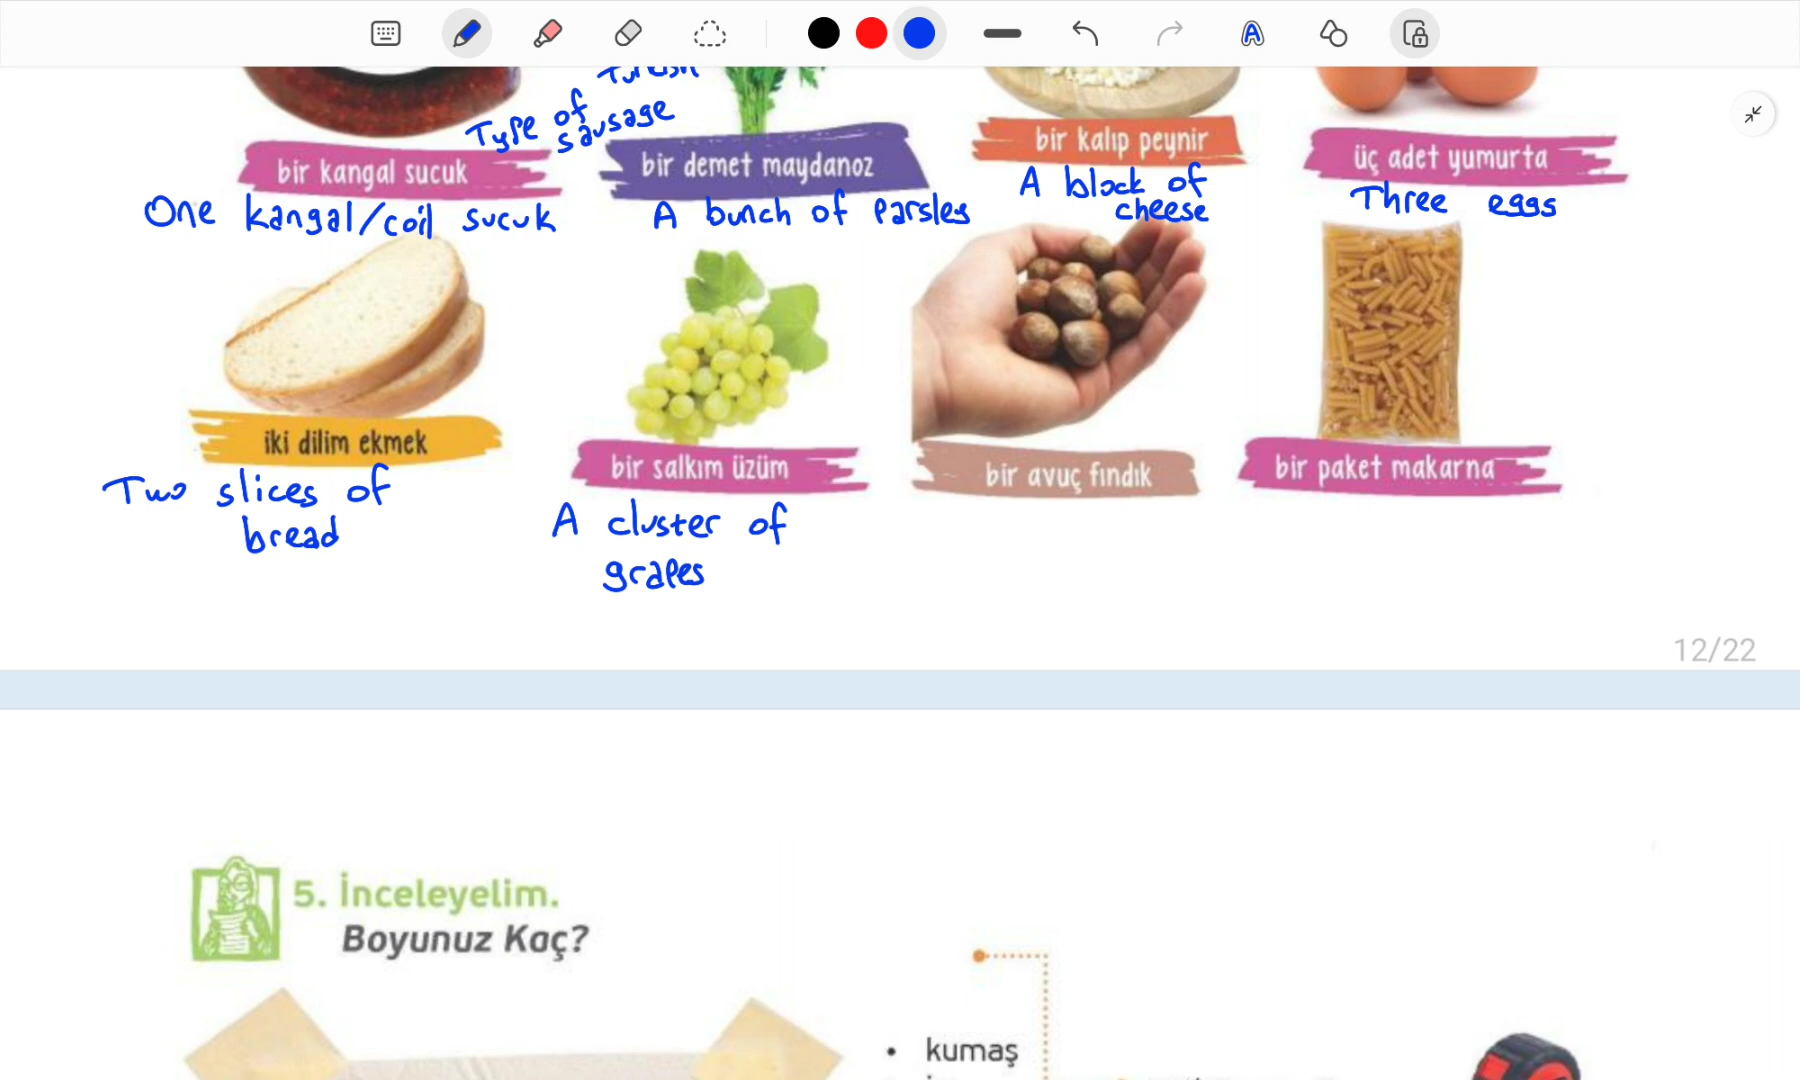 Type of
sausage
bir kangal sucuk
bir demet maydanoz
bir kalıp peynir
üç adet yumurta
One kangal/coil sucuk
A bunch of Parsley
A block of
cheese
Three eggs
iki dilim ekmek
bir salkım üzüm
bir avuç fındık
bir paket makarna
Two slices of
bread
A cluster of
grapes
12/22
5. İnceleyelim.
Boyunuz Kaç?
• kumaş